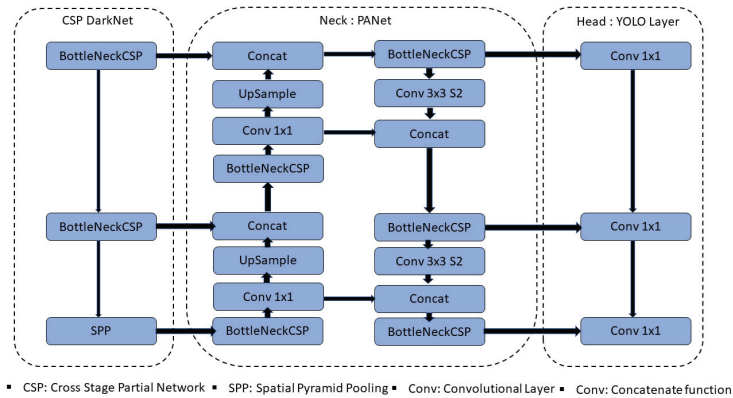 CSP DarkNet
BottleNeckCSP
BottleNeckCSP
SPP
Neck : PANet
Concat
UpSample
Conv 1x1
BottleNeckCSP
Concat
UpSample
Conv 1x1
BottleNeckCSP
BottleNeckCSP
Conv 3x3 S2
Concat
BottleNeckCSP
Conv 3x3 S2
Concat
BottleNeckCSP
Head : YOLO Layer
Conv 1x1
Conv 1x1
Conv 1x1
▪ CSP: Cross Stage Partial Network ▪ SPP: Spatial Pyramid Pooling ▪ Conv: Convolutional Layer ▪ Conv: Concatenate function